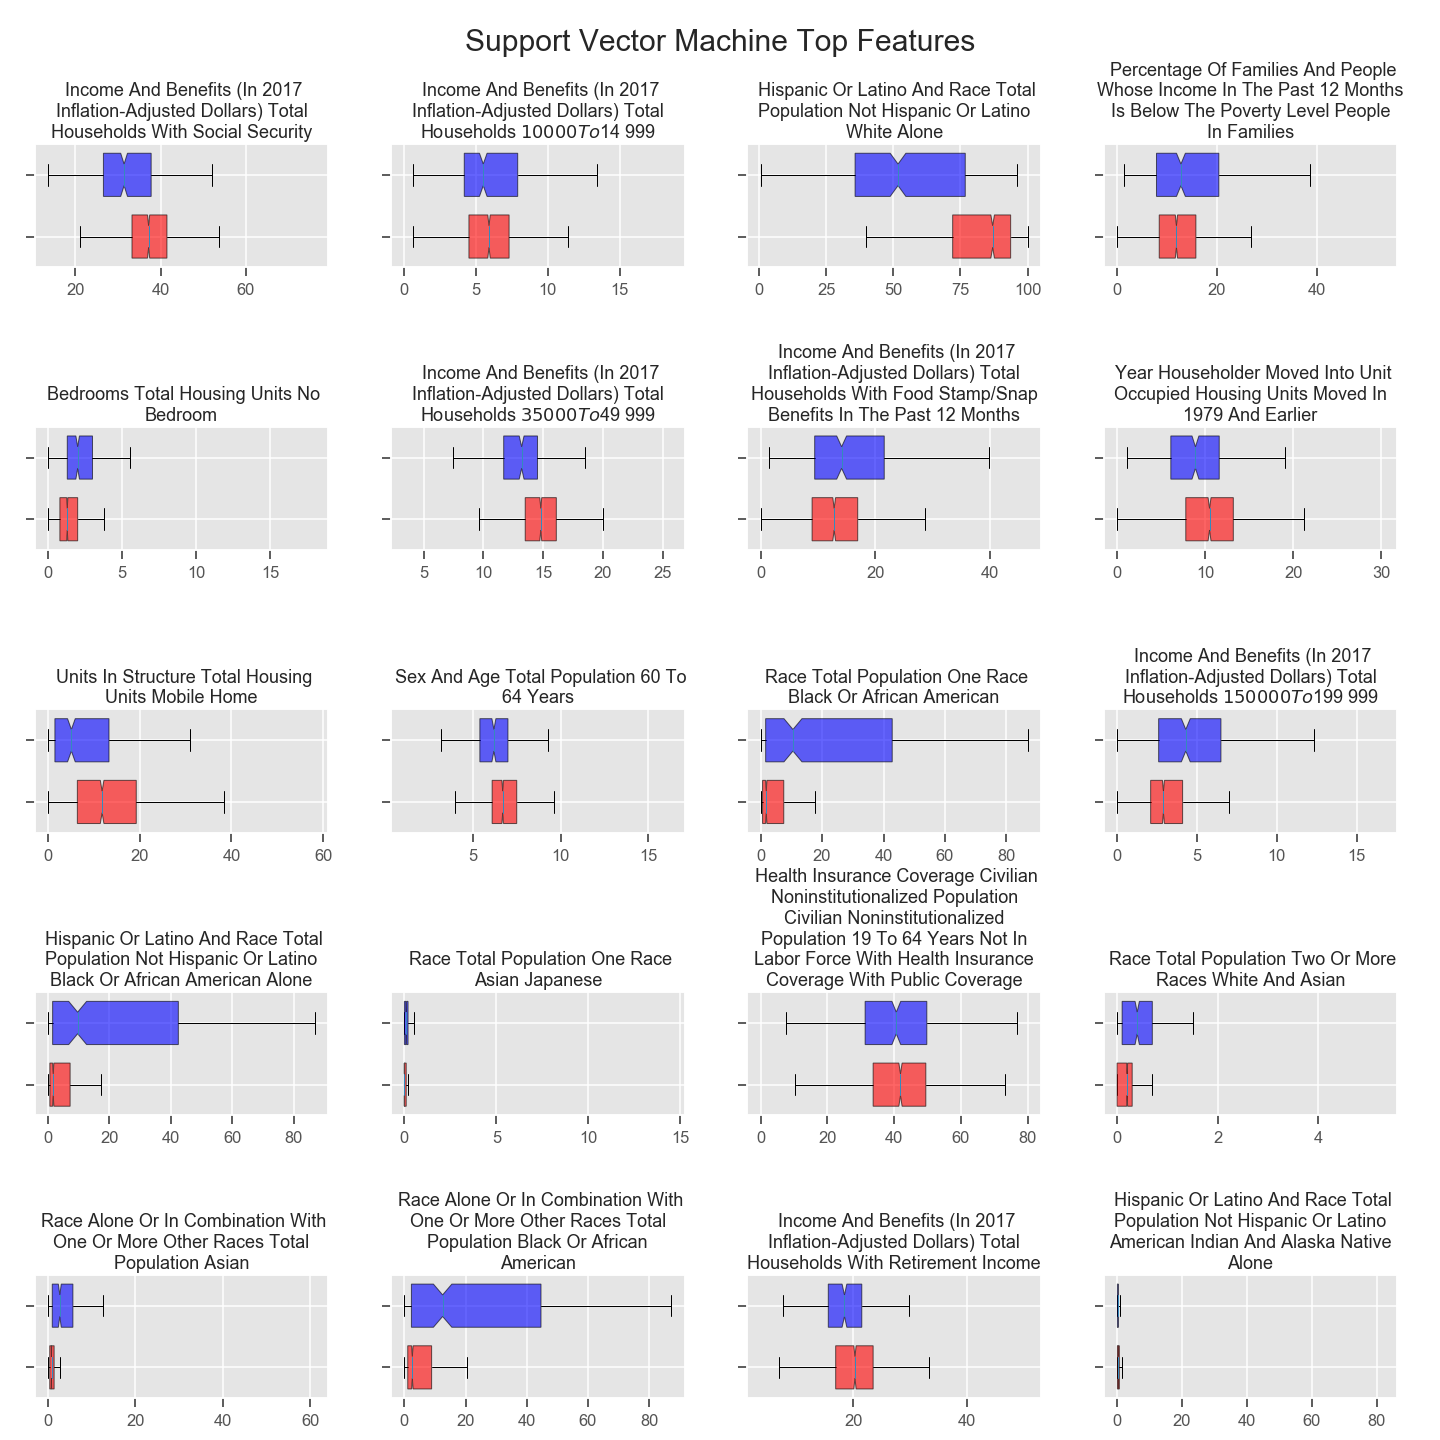 Support Vector Machine Top Features
Income And Benefits (In 2017
Inflation-Adjusted Dollars) Total
Households With Social Security
20 40 60
Income And Benefits (In 2017
Inflation-Adjusted Dollars) Total
Households 10000To14 999
0 5 10 15
Hispanic Or Latino And Race Total
Population Not Hispanic Or Latino
White Alone
0 25 50 75 100
Percentage Of Families And People
Whose Income In The Past 12 Months
Is Below The Poverty Level People
In Families
0 20 40
Bedrooms Total Housing Units No
Bedroom
0 5 10 15
Income And Benefits (In 2017
Inflation-Adjusted Dollars) Total
Households 35000To49 999
5 10 15 20 25
Income And Benefits (In 2017
Inflation-Adjusted Dollars) Total
Households With Food Stamp/Snap
Benefits In The Past 12 Months
0 20 40
Year Householder Moved Into Unit
Occupied Housing Units Moved In
1979 And Earlier
0 10 20 30
Units In Structure Total Housing
Units Mobile Home
0 20 40 60
Sex And Age Total Population 60 To
64 Years
5 10 15
Race Total Population One Race
Black Or African American
0 20 40 60 80
Income And Benefits (In 2017
Inflation-Adjusted Dollars) Total
Households 150000To199 999
0 5 10 15
Hispanic Or Latino And Race Total
Population Not Hispanic Or Latino
Black Or African American Alone
0 20 40 60 80
Race Total Population One Race
Asian Japanese
0 5 10 15
Health Insurance Coverage Civilian
Noninstitutionalized Population
Civilian Noninstitutionalized
Population 19 To 64 Years Not In
Labor Force With Health Insurance
Coverage With Public Coverage
0 20 40 60 80
Race Total Population Two Or More
Races White And Asian
0 2 4
Race Alone Or In Combination With
One Or More Other Races Total
Population Asian
0 20 40 60
Race Alone Or In Combination With
One Or More Other Races Total
Population Black Or African
American
0 20 40 60 80
Income And Benefits (In 2017
Inflation-Adjusted Dollars) Total
Households With Retirement Income
20 40
Hispanic Or Latino And Race Total
Population Not Hispanic Or Latino
American Indian And Alaska Native
Alone
0 20 40 60 80